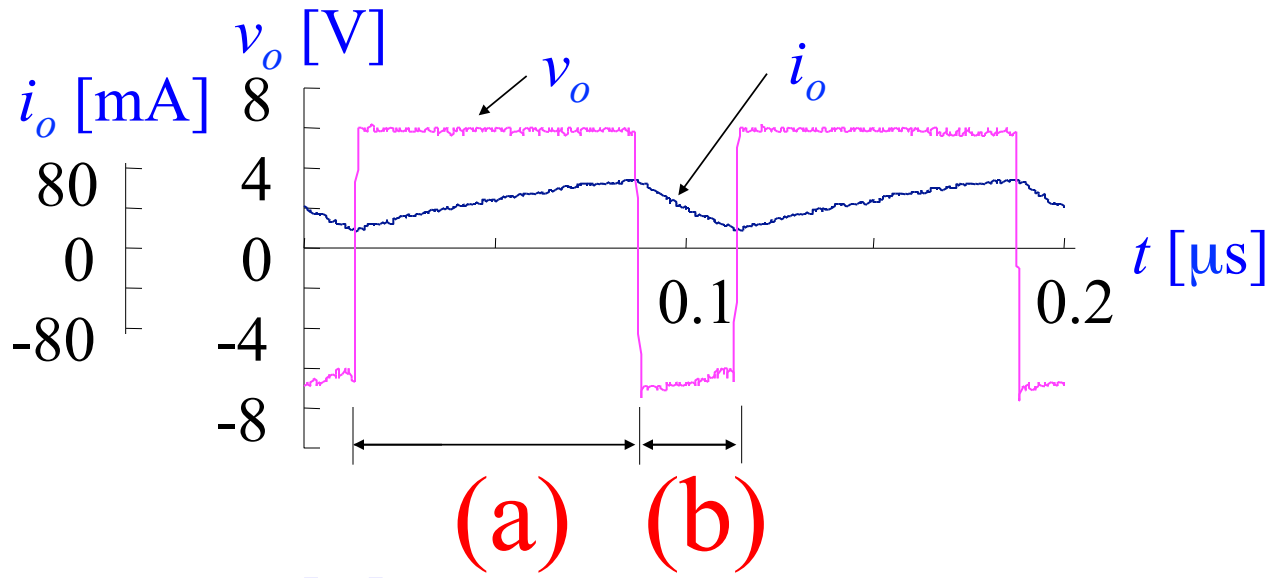 v_o [V]
i_o [mA]
v_o
i_o
8
4
0
-4
-8
80
0
-80
0.1
0.2
t [μs]
(a)
(b)